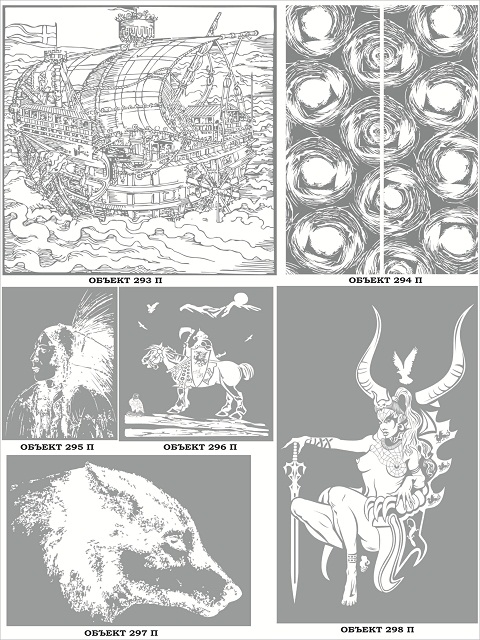 ОБЪЕКТ 293 П
ОБЪЕКТ 294 П
ОБЪЕКТ 295 П
ОБЪЕКТ 296 П
ОБЪЕКТ 297 П
ОБЪЕКТ 298 П